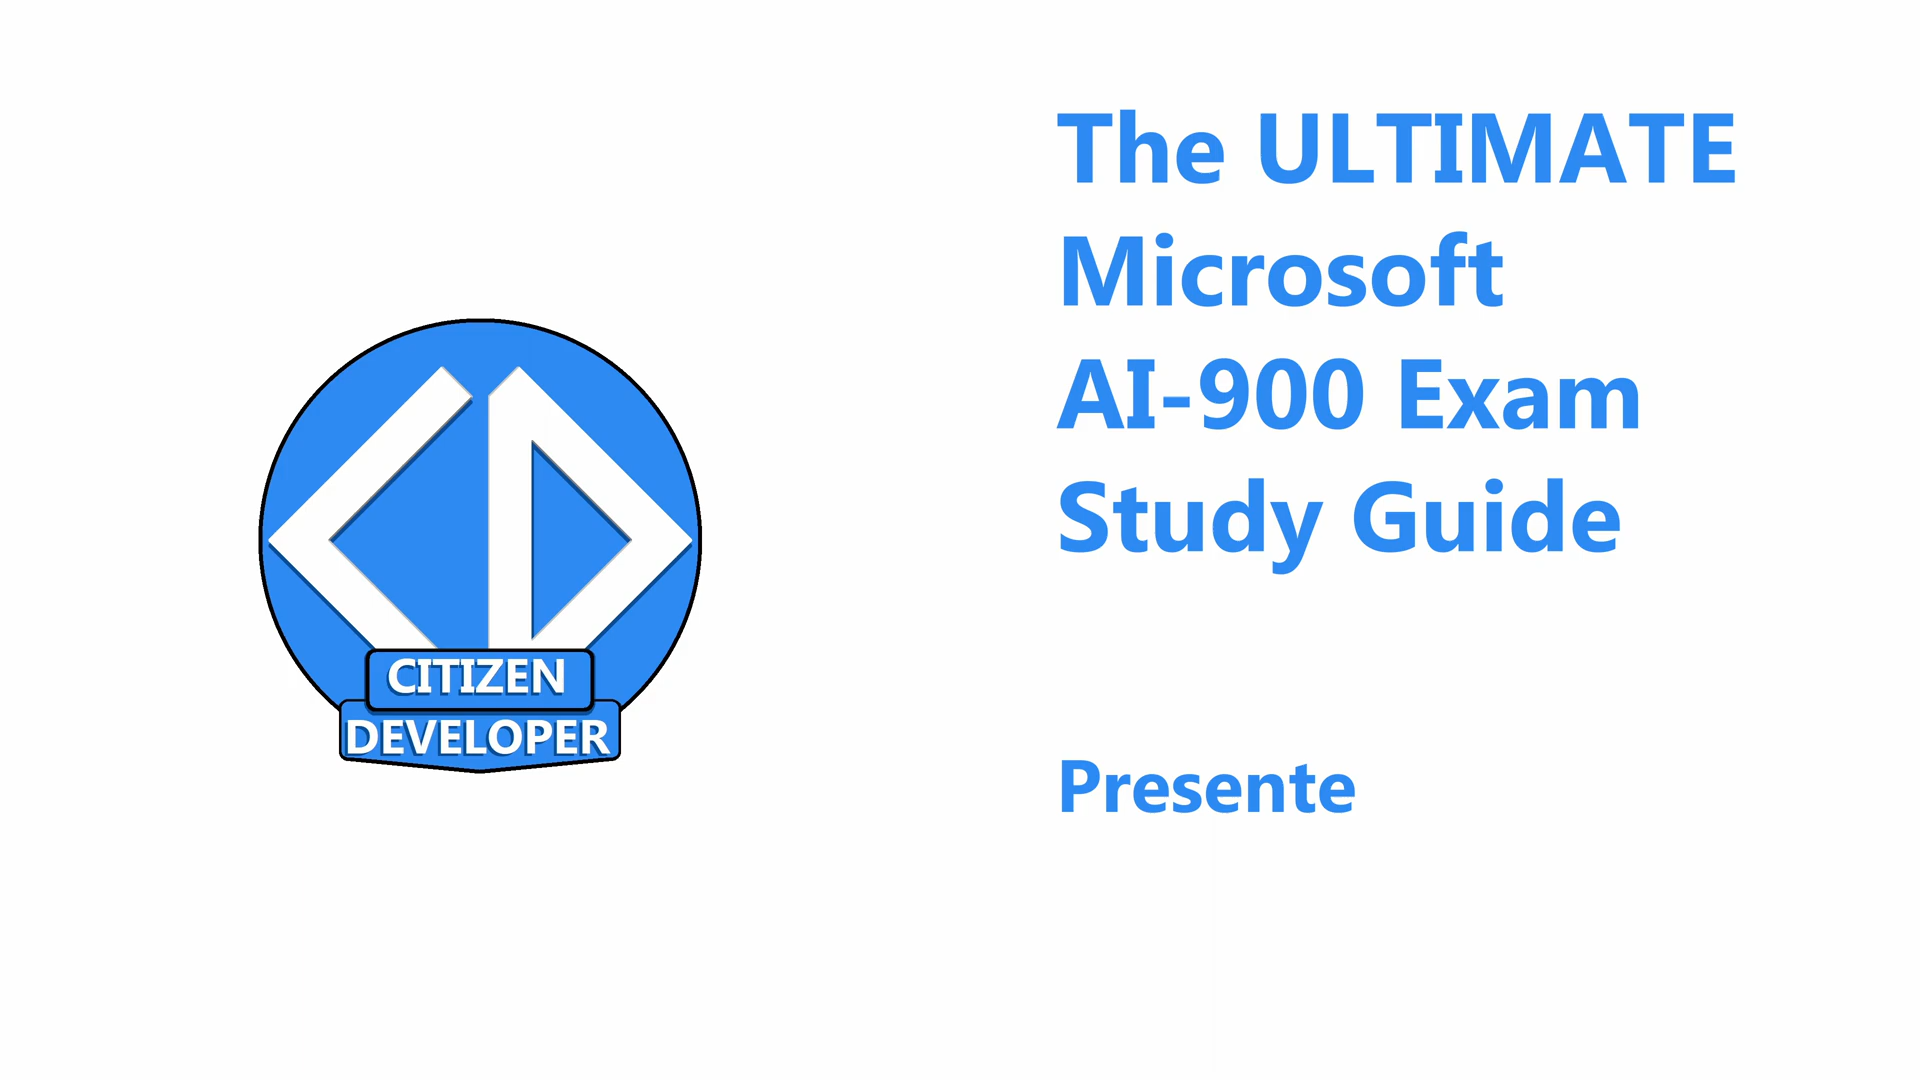 The ULTIMATE
Microsoft
AI-900 Exam
Study Guide
Presente
CITIZEN
DEVELOPER